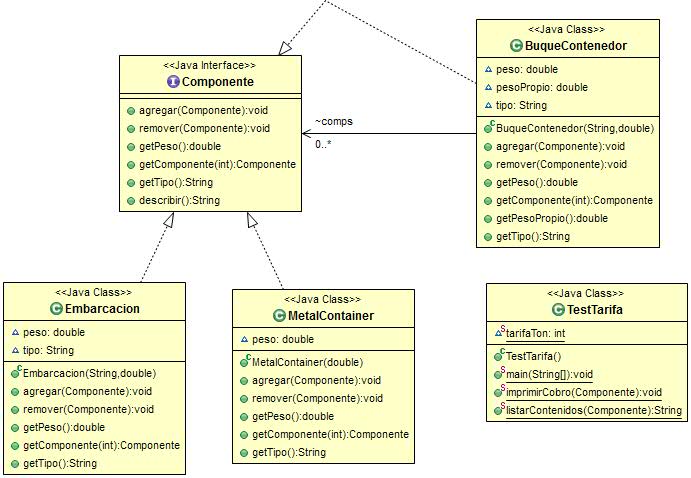 <<Java Interface>>
Componente
agregar(Componente):void
remover(Componente):void
getPeso():double
getComponente(int):Componente
getTipo():String
describir():String
~comps
0..*
<<Java Class>>
BuqueContenedor
peso: double
pesoPropio: double
tipo: String
BuqueContenedor(String,double)
agregar(Componente):void
remover(Componente):void
getPeso():double
getComponente(int):Componente
getPesoPropio():double
getTipo():String
<<Java Class>>
Embarcacion
peso: double
tipo: String
Embarcacion(String,double)
agregar(Componente):void
remover(Componente):void
getPeso():double
getComponente(int):Componente
getTipo():String
<<Java Class>>
MetalContainer
peso: double
MetalContainer(double)
agregar(Componente):void
remover(Componente):void
getPeso():double
getComponente(int):Componente
getTipo():String
<<Java Class>>
TestTarifa
tarifaTon: int
TestTarifa()
main(String[]):void
imprimirCobro(Componente):void
listarContenidos(Componente):String